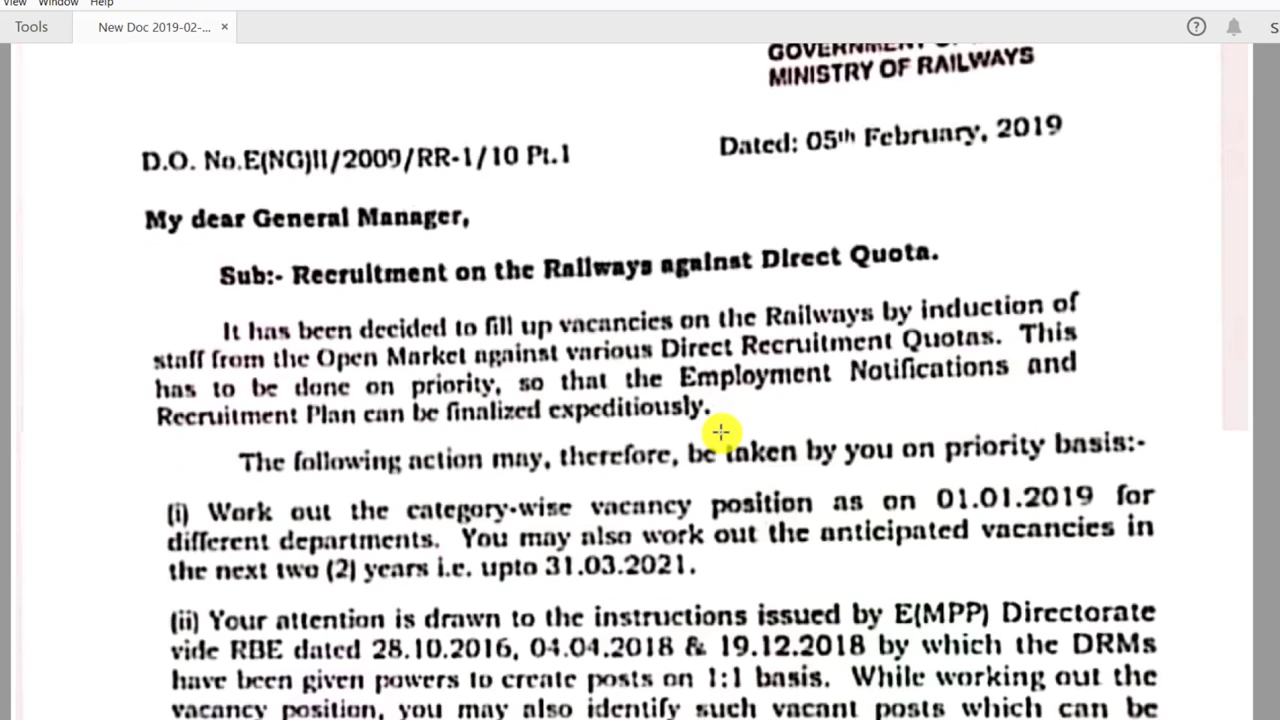 View Window Help
Tools New Doc 2019-02-... × ? S
GOVERNMENT OF
MINISTRY OF RAILWAYS
D.O. No.E(NG)II/2009/RR-1/10 Pt.1 Dated: 05th February, 2019
My dear General Manager,
Sub:- Recruitment on the Railways against Direct Quota.
It has been decided to fill up vacancies on the Railways by induction of
staff from the Open Market against various Direct Recruitment Quotas. This
has to be done on priority, so that the Employment Notifications and
Recruitment Plan can be finalized expeditiously.
The following action may, therefore, be taken by you on priority basis:-
(i) Work out the category-wise vacancy position as on 01.01.2019 for
different departments. You may also work out the anticipated vacancies in
the next two (2) years i.e. upto 31.03.2021.
(ii) Your attention is drawn to the instructions issued by E(MPP) Directorate
vide RBE dated 28.10.2016, 04.04.2018 & 19.12.2018 by which the DRMs
have been given powers to create posts on 1:1 basis. While working out the
vacancy position, you may also identify such vacant posts which can be